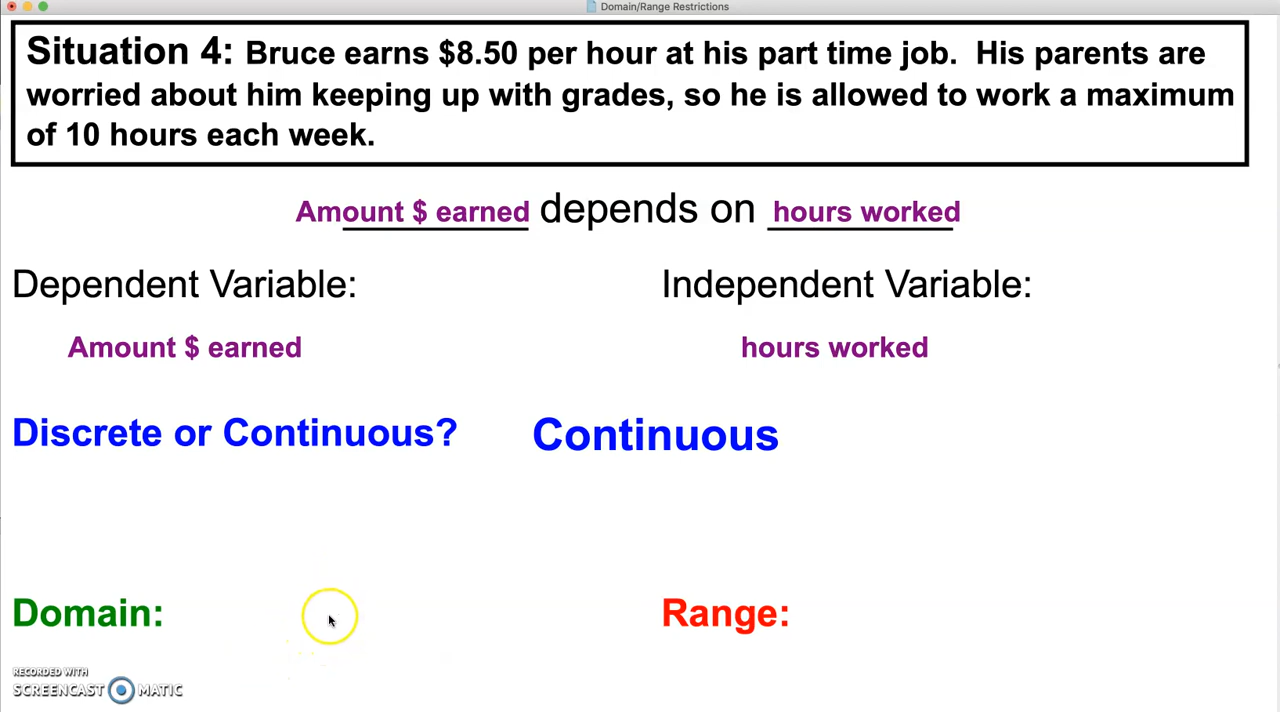 Domain/Range Restrictions
Situation 4: Bruce earns $8.50 per hour at his part time job. His parents are
worried about him keeping up with grades, so he is allowed to work a maximum
of 10 hours each week.
Amount $ earned depends on hours worked
Dependent Variable: Independent Variable:
Amount $ earned hours worked
Discrete or Continuous? Continuous
Domain: Range:
RECORDED WITH
SCREENCAST MATIC